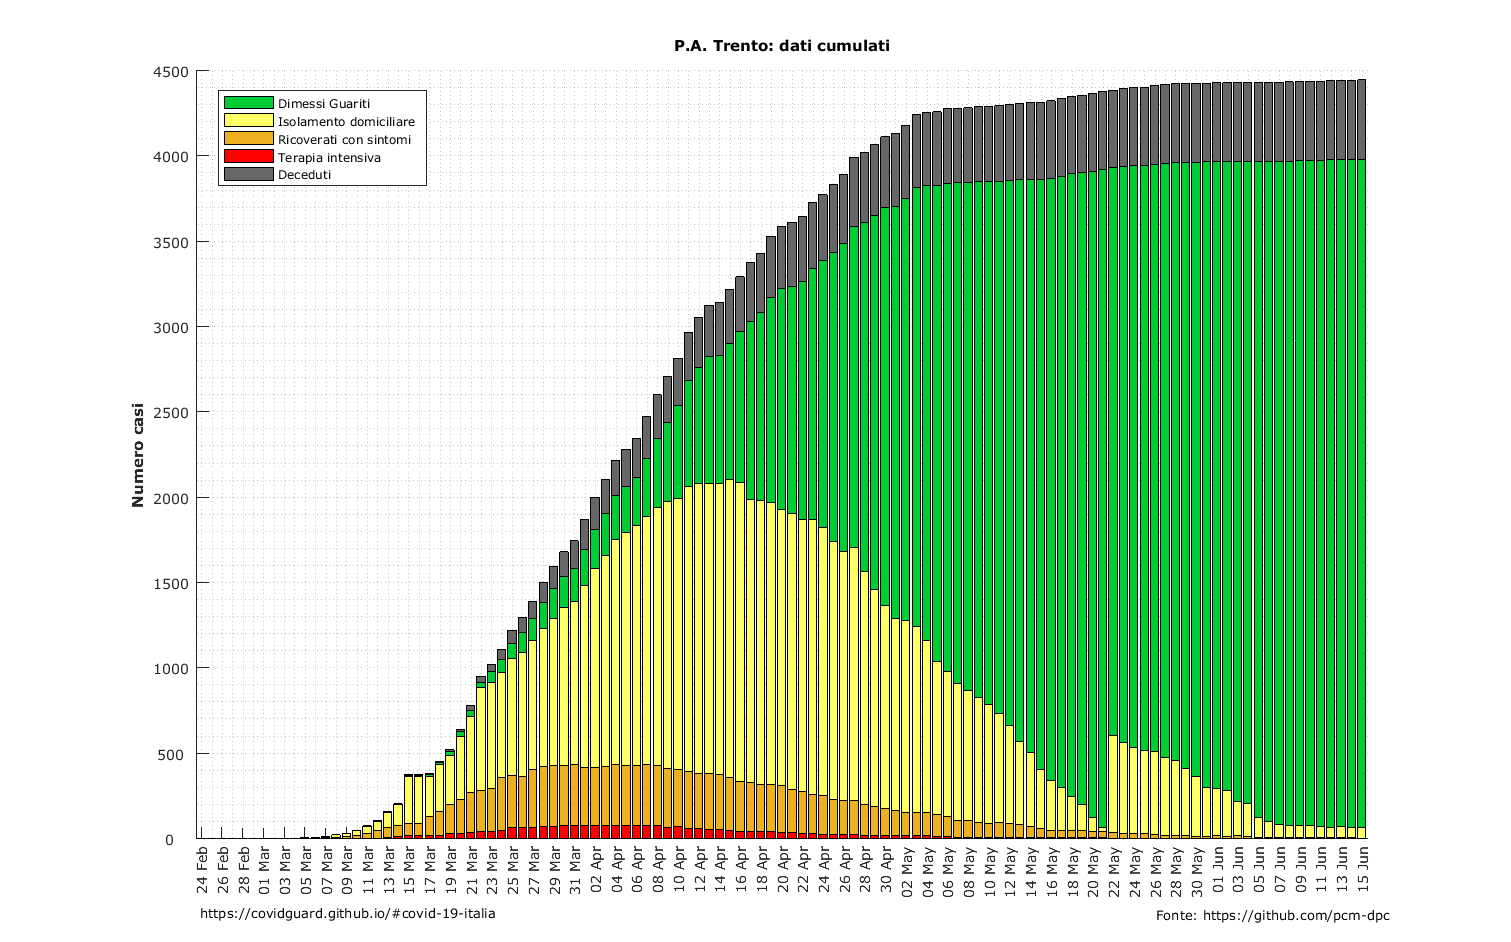 P.A. Trento: dati cumulati
4500
4000
3500
3000
2500
2000
1500
1000
500
0
Numero casi
Dimessi Guariti
Isolamento domiciliare
Ricoverati con sintomi
Terapia intensiva
Deceduti
24 Feb
26 Feb
28 Feb
01 Mar
03 Mar
05 Mar
07 Mar
09 Mar
11 Mar
13 Mar
15 Mar
17 Mar
19 Mar
21 Mar
23 Mar
25 Mar
27 Mar
29 Mar
31 Mar
02 Apr
04 Apr
06 Apr
08 Apr
10 Apr
12 Apr
14 Apr
16 Apr
18 Apr
20 Apr
22 Apr
24 Apr
26 Apr
28 Apr
30 Apr
02 May
04 May
06 May
08 May
10 May
12 May
14 May
16 May
18 May
20 May
22 May
24 May
26 May
28 May
30 May
01 Jun
03 Jun
05 Jun
07 Jun
09 Jun
11 Jun
13 Jun
15 Jun
https://covidguard.github.io/#covid-19-italia
Fonte: https://github.com/pcm-dpc